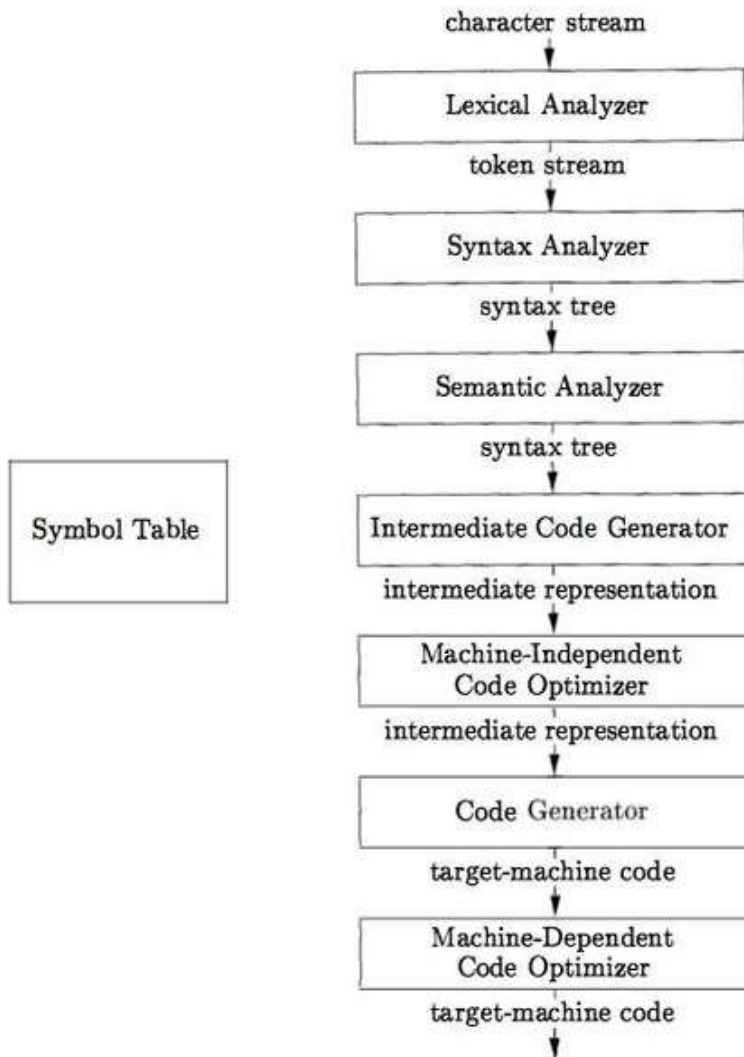 character stream
Lexical Analyzer
token stream
Syntax Analyzer
syntax tree
Semantic Analyzer
syntax tree
Symbol Table
Intermediate Code Generator
intermediate representation
Machine-Independent
Code Optimizer
intermediate representation
Code Generator
target-machine code
Machine-Dependent
Code Optimizer
target-machine code